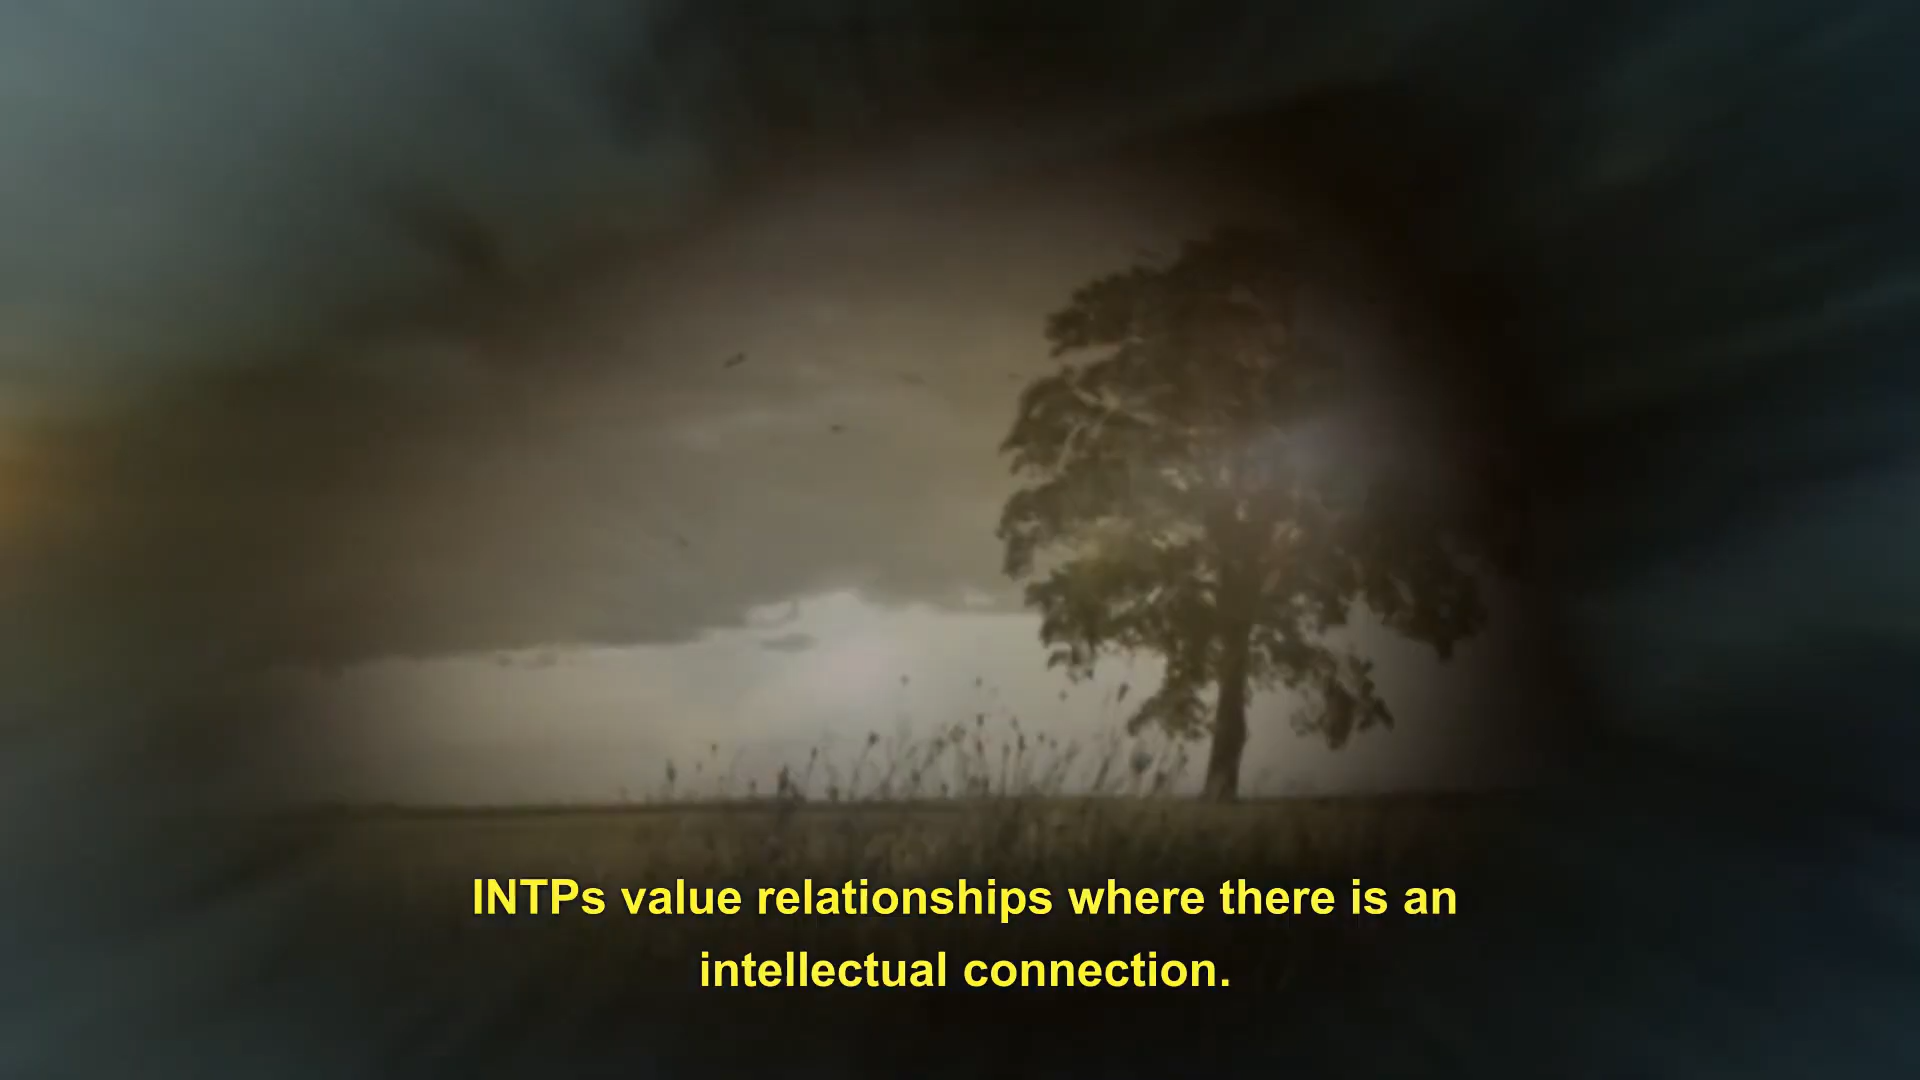 INTPs value relationships where there is an
intellectual connection.